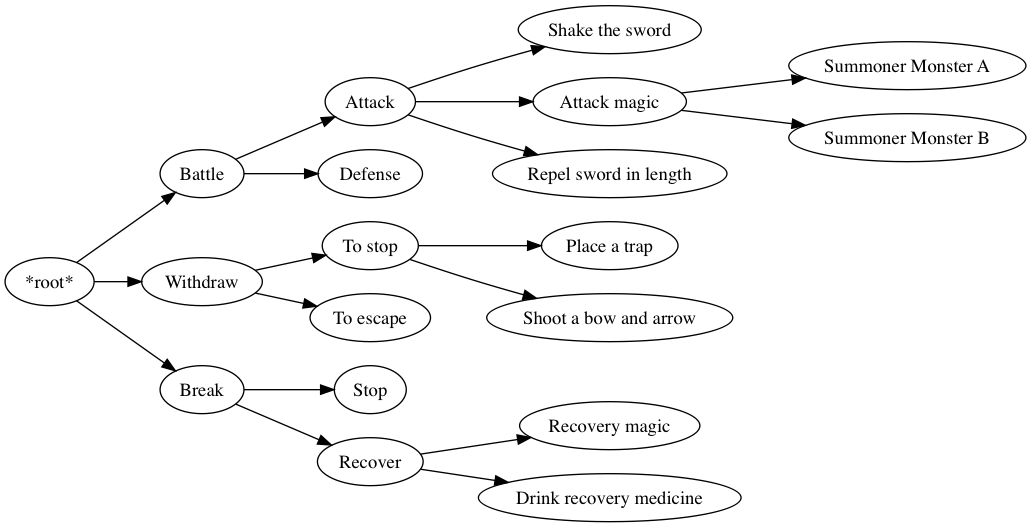 Shake the sword
Summoner Monster A
Attack
Attack magic
Summoner Monster B
Battle
Defense
Repel sword in length
To stop
Place a trap
*root*
Withdraw
To escape
Shoot a bow and arrow
Break
Stop
Recovery magic
Recover
Drink recovery medicine